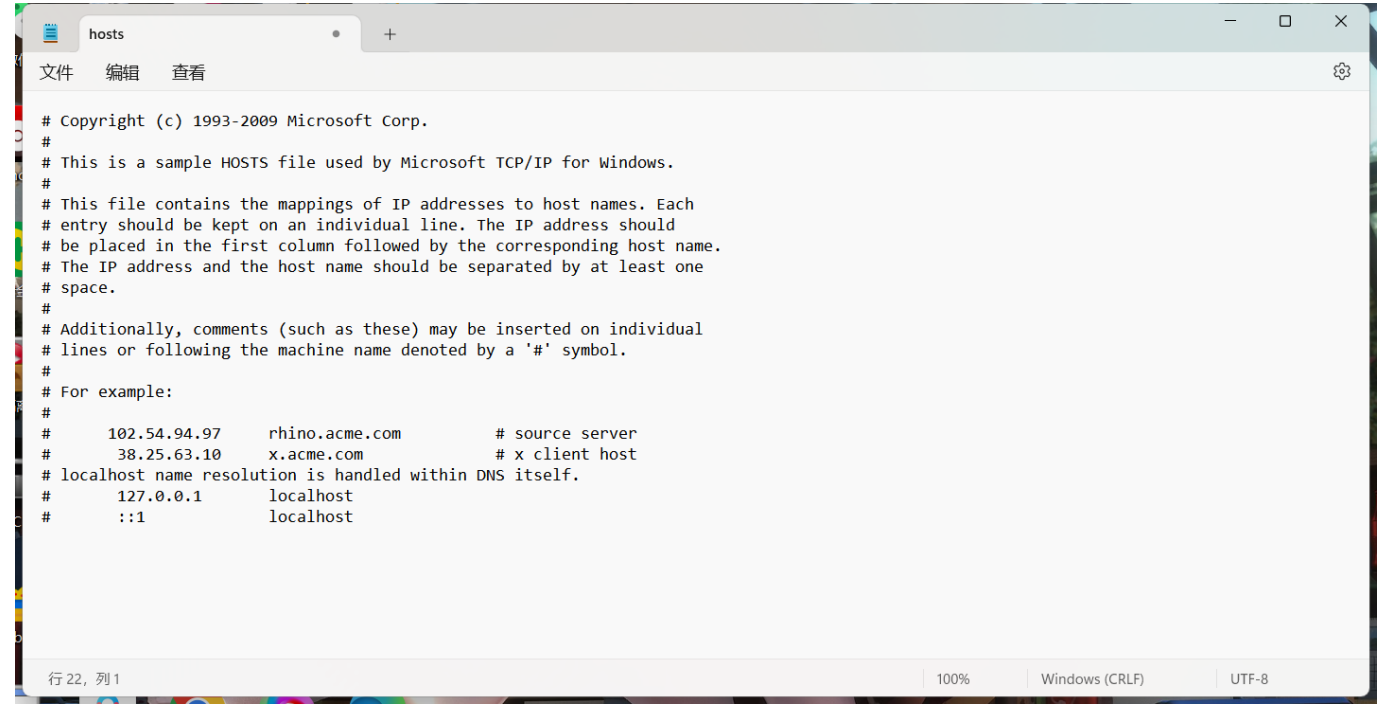 hosts
文件 编辑 查看
# Copyright (c) 1993-2009 Microsoft Corp.
#
# This is a sample HOSTS file used by Microsoft TCP/IP for Windows.
#
# This file contains the mappings of IP addresses to host names. Each
# entry should be kept on an individual line. The IP address should
# be placed in the first column followed by the corresponding host name.
# The IP address and the host name should be separated by at least one
# space.
#
# Additionally, comments (such as these) may be inserted on individual
# lines or following the machine name denoted by a '#' symbol.
#
# For example:
#
#      102.54.94.97     rhino.acme.com          # source server
#       38.25.63.10     x.acme.com              # x client host
# localhost name resolution is handled within DNS itself.
#       127.0.0.1       localhost
#       ::1             localhost
行 22，列 1 100% Windows (CRLF) UTF-8